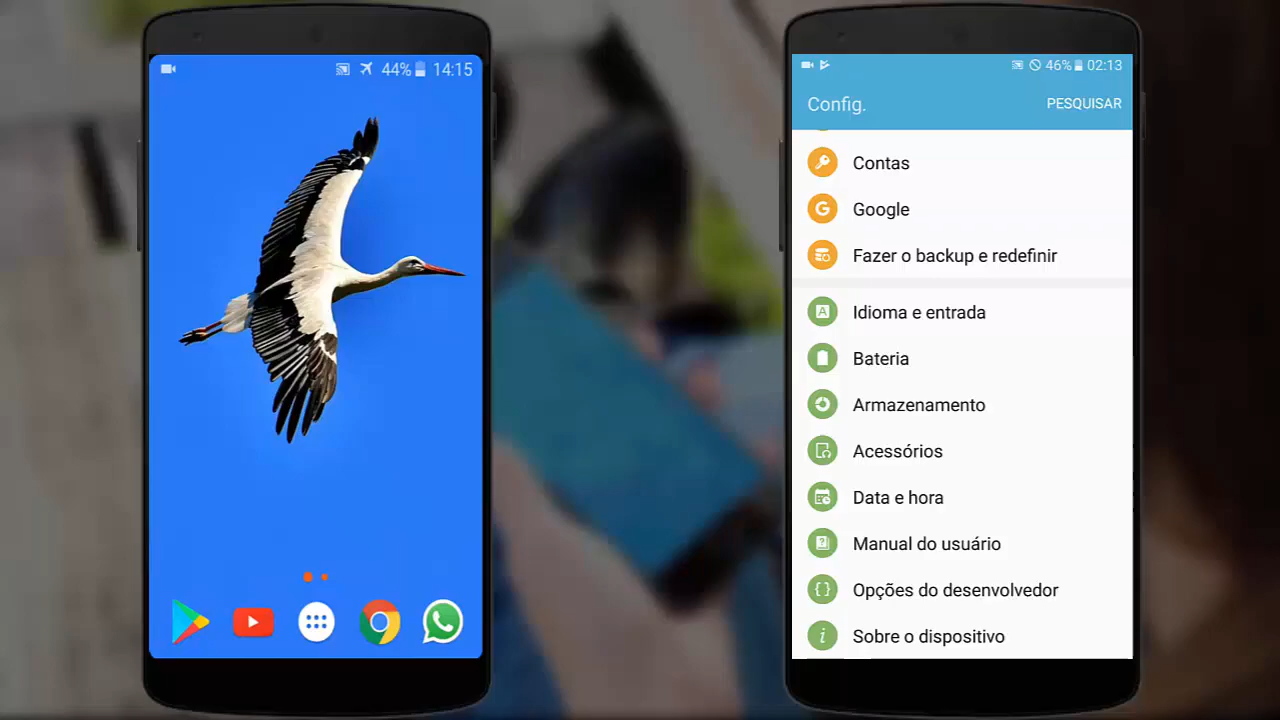 44% 14:15
46% 02:13
Config. PESQUISAR
Contas
Google
Fazer o backup e redefinir
Idioma e entrada
Bateria
Armazenamento
Acessórios
Data e hora
Manual do usuário
Opções do desenvolvedor
Sobre o dispositivo